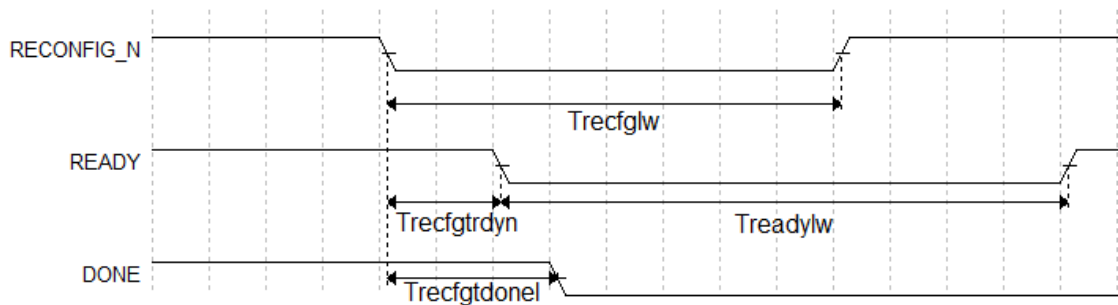 RECONFIG_N
Trecfglw
READY
Trecfgtrdyn
Treadylw
DONE
Trecfgtdonel